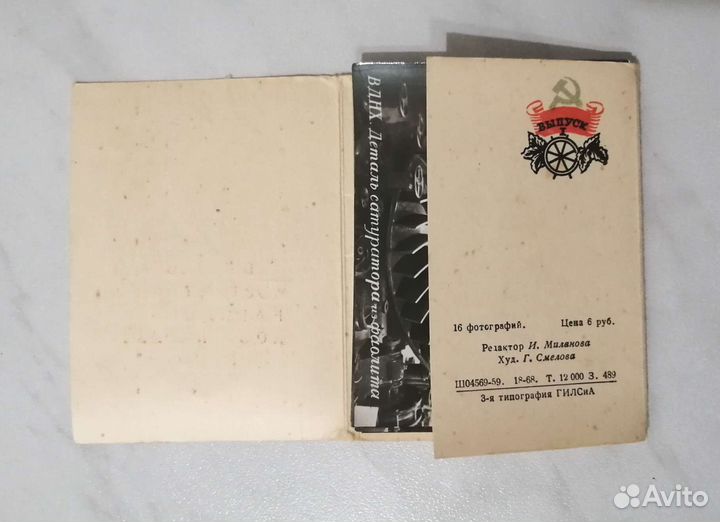 ВДНХ. Деталь сатуратора из фаолита
ВЫПУСК
I
16 фотографий. Цена 6 руб.
Редактор И. Миланова
Худ. Г. Смелова
Ш04569-59. 18-68. Т. 12 000 З. 489
3-я типография ГИЛСиА
Avito